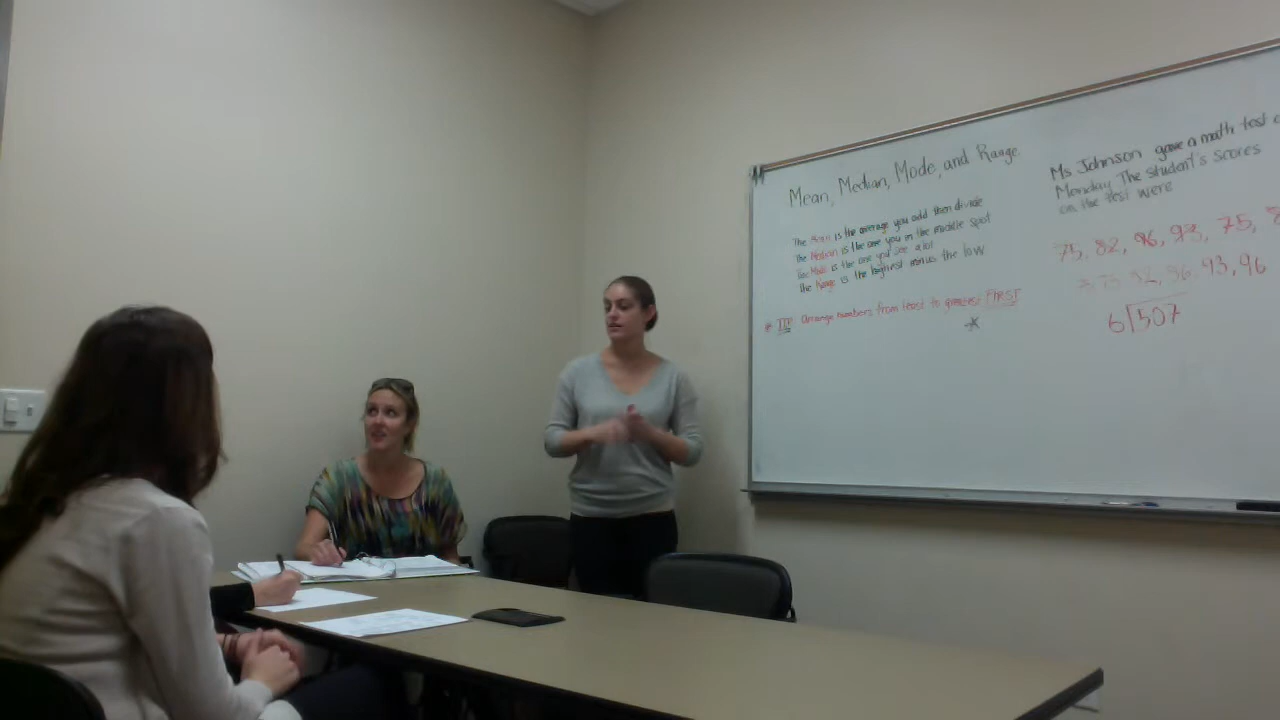 Mean, Median, Mode, and Range
The Mean is the average you add then divide
The Median is the one you in the middle spot
The Mode is the one you see a lot
the Range is the highest minus the low
* TIP Arrange numbers from least to greatest FIRST
*
Ms Johnson gave a math test
Monday The student's scores
on the test were
75, 82, 96, 93, 75,
75 82, 96, 93, 96
6)507